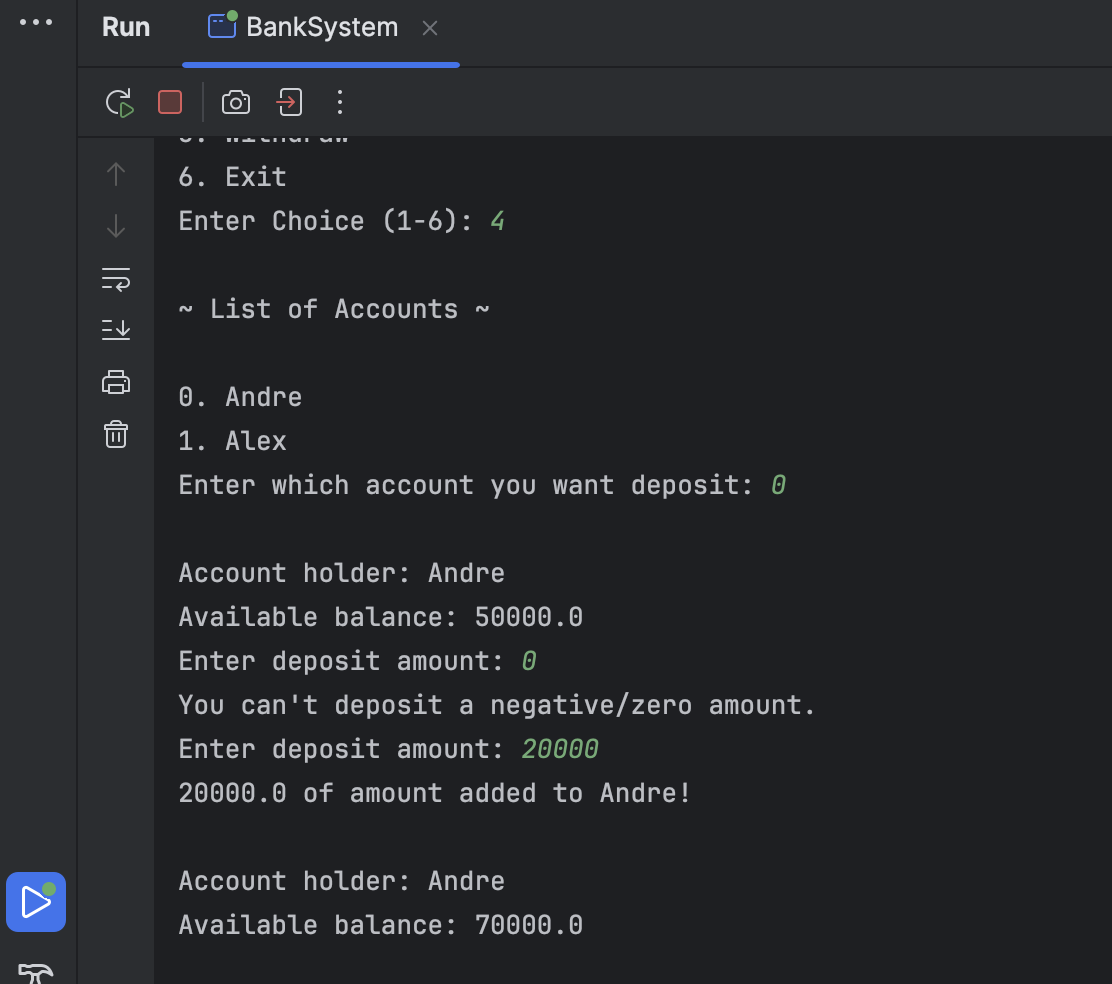 Run
BankSystem
6. Exit
Enter Choice (1-6): 4
~ List of Accounts ~
0. Andre
1. Alex
Enter which account you want deposit: 0
Account holder: Andre
Available balance: 50000.0
Enter deposit amount: 0
You can't deposit a negative/zero amount.
Enter deposit amount: 20000
20000.0 of amount added to Andre!
Account holder: Andre
Available balance: 70000.0